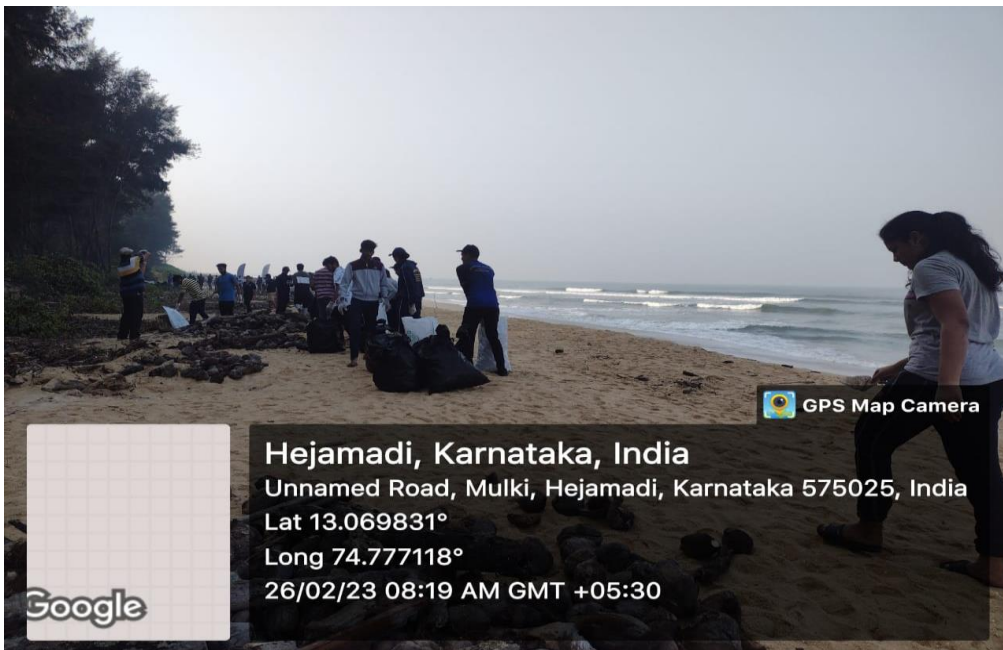 GPS Map Camera
Hejamadi, Karnataka, India
Unnamed Road, Mulki, Hejamadi, Karnataka 575025, India
Lat 13.069831°
Long 74.777118°
26/02/23 08:19 AM GMT +05:30
Google